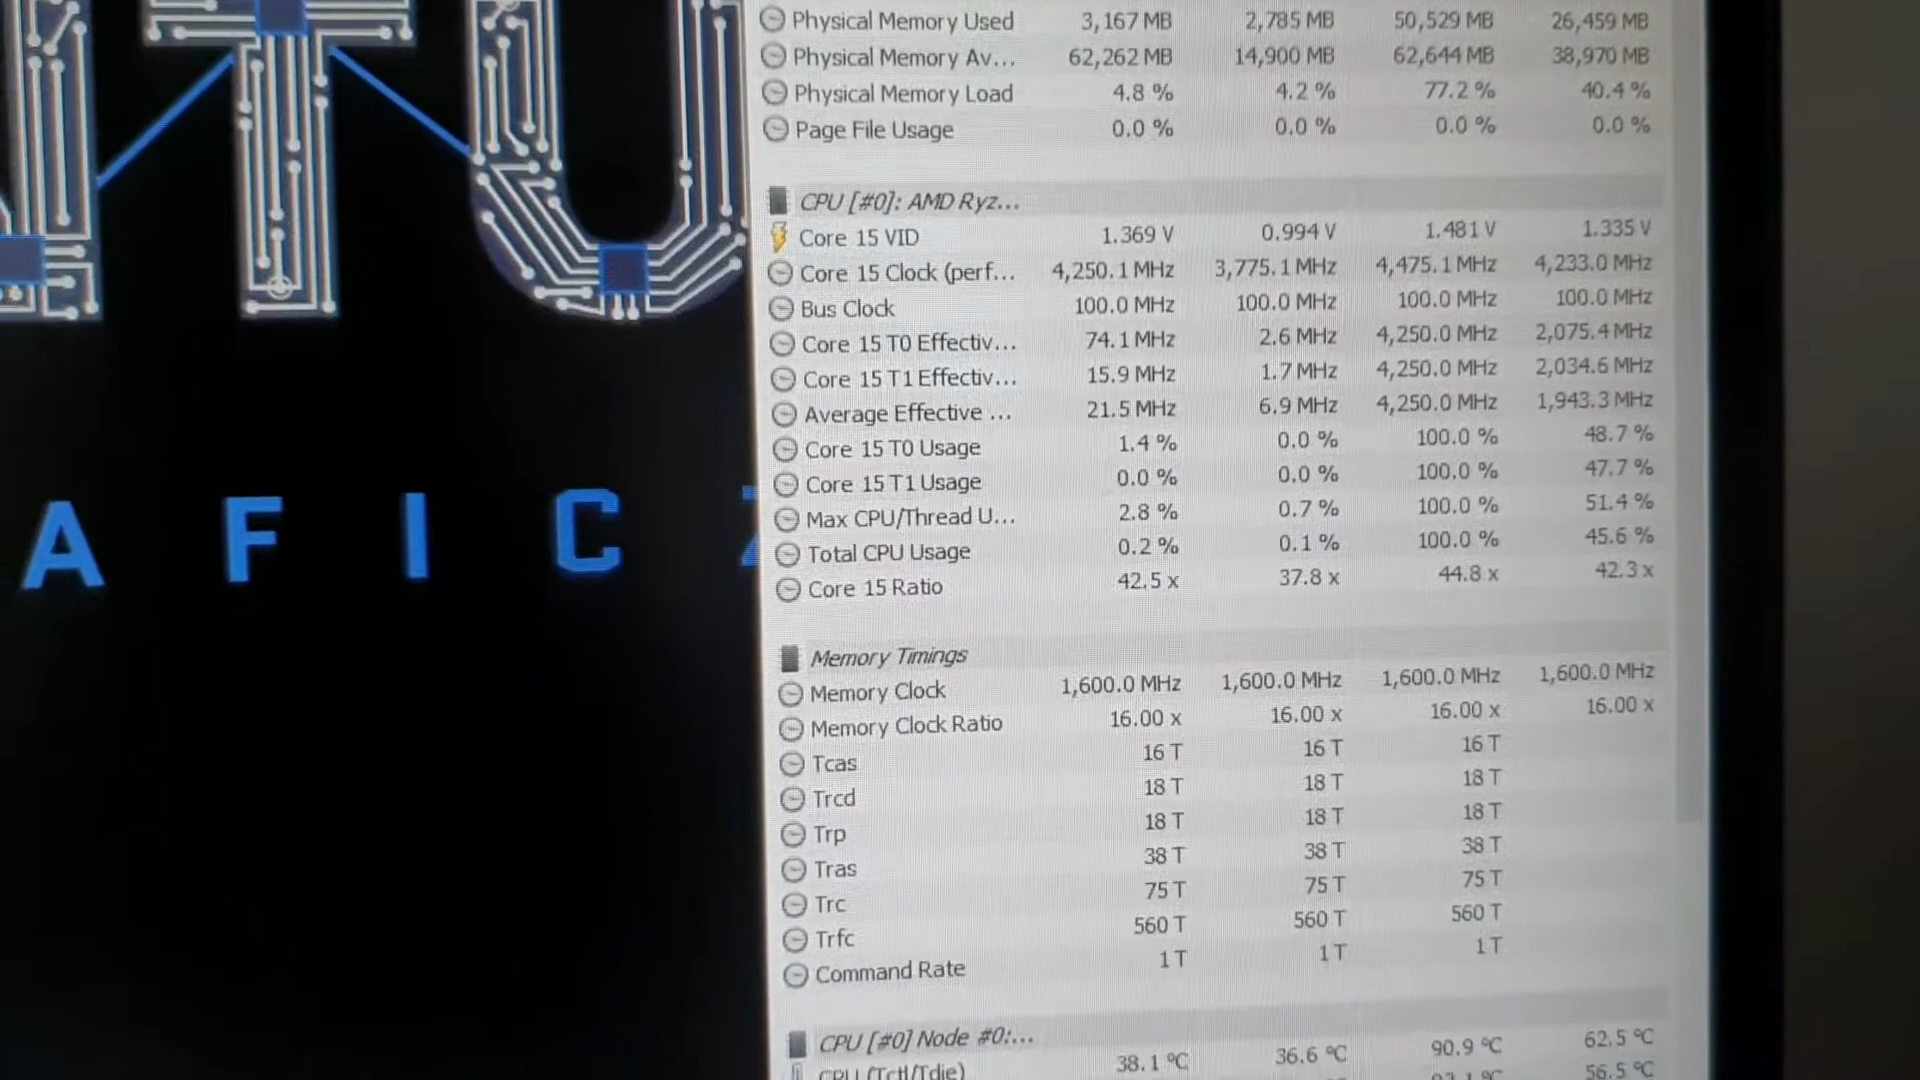 TU
A F I C
Physical Memory Used 3,167 MB 2,785 MB 50,529 MB 26,459 MB
Physical Memory Av... 62,262 MB 14,900 MB 62,644 MB 38,970 MB
Physical Memory Load 4.8 % 4.2 % 77.2 % 40.4 %
Page File Usage 0.0 % 0.0 % 0.0 % 0.0 %
CPU [#0]: AMD Ryz...
Core 15 VID 1.369 V 0.994 V 1.481 V 1.335 V
Core 15 Clock (perf... 4,250.1 MHz 3,775.1 MHz 4,475.1 MHz 4,233.0 MHz
Bus Clock 100.0 MHz 100.0 MHz 100.0 MHz 100.0 MHz
Core 15 T0 Effectiv... 74.1 MHz 2.6 MHz 4,250.0 MHz 2,075.4 MHz
Core 15 T1 Effectiv... 15.9 MHz 1.7 MHz 4,250.0 MHz 2,034.6 MHz
Average Effective ... 21.5 MHz 6.9 MHz 4,250.0 MHz 1,943.3 MHz
Core 15 T0 Usage 1.4 % 0.0 % 100.0 % 48.7 %
Core 15 T1 Usage 0.0 % 0.0 % 100.0 % 47.7 %
Max CPU/Thread U... 2.8 % 0.7 % 100.0 % 51.4 %
Total CPU Usage 0.2 % 0.1 % 100.0 % 45.6 %
Core 15 Ratio 42.5 x 37.8 x 44.8 x 42.3 x
Memory Timings
Memory Clock 1,600.0 MHz 1,600.0 MHz 1,600.0 MHz 1,600.0 MHz
Memory Clock Ratio 16.00 x 16.00 x 16.00 x 16.00 x
Tcas 16 T 16 T 16 T
Trcd 18 T 18 T 18 T
Trp 18 T 18 T 18 T
Tras 38 T 38 T 38 T
Trc 75 T 75 T 75 T
Trfc 560 T 560 T 560 T
Command Rate 1 T 1 T 1 T
CPU [#0] Node #0:...
CPU (Tctl/Tdie) 38.1 °C 36.6 °C 90.9 °C 62.5 °C
56.5 °C